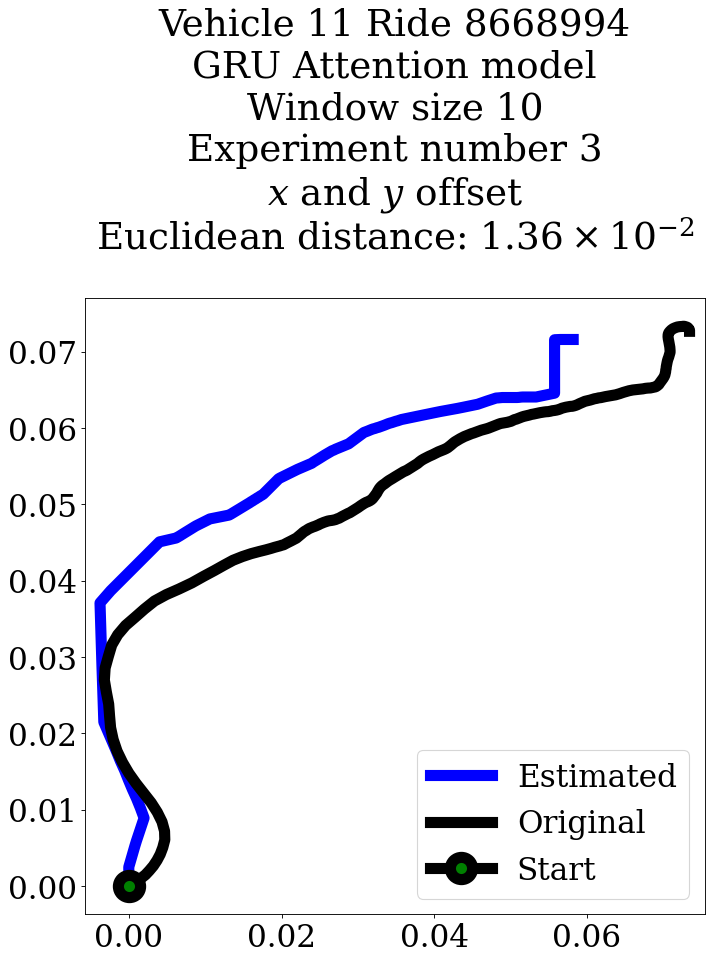 Vehicle 11 Ride 8668994
GRU Attention model
Window size 10
Experiment number 3
x and y offset
Euclidean distance: 1.36 × 10⁻²
0.07
0.06
0.05
0.04
0.03
0.02
0.01
0.00
Estimated
Original
Start
0.00 0.02 0.04 0.06